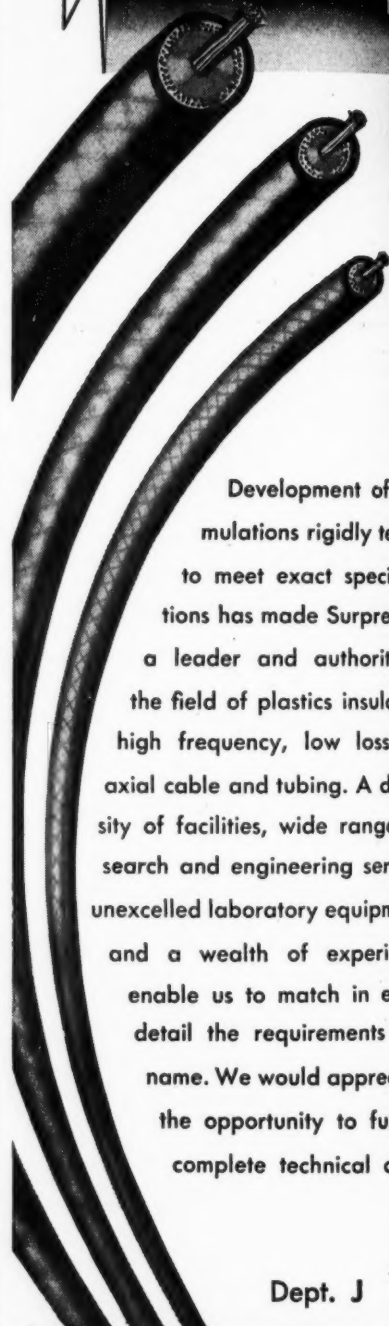 Development of
mulations rigidly te
to meet exact speci
tions has made Surpre
a leader and authorit
the field of plastics insula
high frequency, low loss
axial cable and tubing. A d
sity of facilities, wide range
search and engineering ser
unexcelled laboratory equipm
and a wealth of experi
enable us to match in e
detail the requirements
name. We would apprec
the opportunity to fu
complete technical d
Dept. J